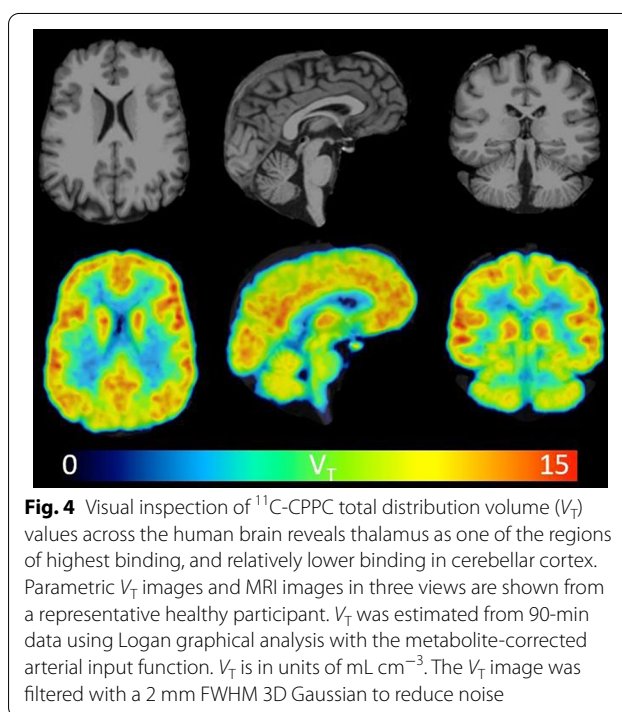 0 V_T 15
Fig. 4 Visual inspection of ¹¹C-CPPC total distribution volume (V_T)
values across the human brain reveals thalamus as one of the regions
of highest binding, and relatively lower binding in cerebellar cortex.
Parametric V_T images and MRI images in three views are shown from
a representative healthy participant. V_T was estimated from 90-min
data using Logan graphical analysis with the metabolite-corrected
arterial input function. V_T is in units of mL cm⁻³. The V_T image was
filtered with a 2 mm FWHM 3D Gaussian to reduce noise